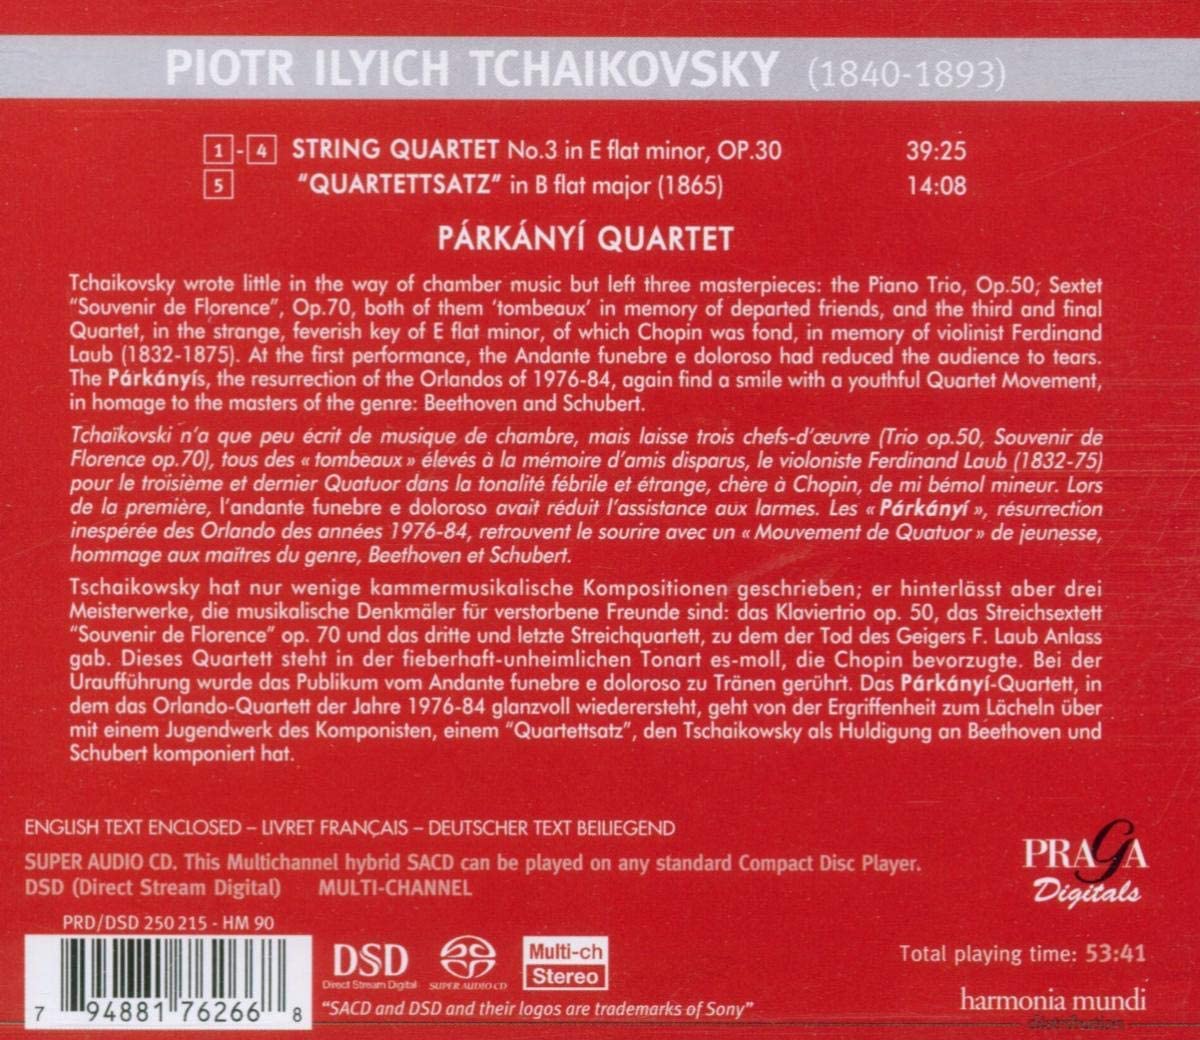 PIOTR ILYICH TCHAIKOVSKY (1840-1893)
1 - 4 STRING QUARTET No.3 in E flat minor, OP.30 39:25
5 “QUARTETTSATZ” in B flat major (1865) 14:08
PÁRKÁNYÍ QUARTET
Tchaikovsky wrote little in the way of chamber music but left three masterpieces: the Piano Trio, Op.50; Sextet
“Souvenir de Florence”, Op.70, both of them ‘tombeaux’ in memory of departed friends, and the third and final
Quartet, in the strange, feverish key of E flat minor, of which Chopin was fond, in memory of violinist Ferdinand
Laub (1832-1875). At the first performance, the Andante funebre e doloroso had reduced the audience to tears.
The Párkányís, the resurrection of the Orlandos of 1976-84, again find a smile with a youthful Quartet Movement,
in homage to the masters of the genre: Beethoven and Schubert.
Tchaïkovski n’a que peu écrit de musique de chambre, mais laisse trois chefs-d’œuvre (Trio op.50, Souvenir de
Florence op.70), tous des « tombeaux » élevés à la mémoire d’amis disparus, le violoniste Ferdinand Laub (1832-75)
pour le troisième et dernier Quatuor dans la tonalité fébrile et étrange, chère à Chopin, de mi bémol mineur. Lors
de la première, l’andante funebre e doloroso avait réduit l’assistance aux larmes. Les « Párkányí », résurrection
inespérée des Orlando des années 1976-84, retrouvent le sourire avec un « Mouvement de Quatuor » de jeunesse,
hommage aux maîtres du genre, Beethoven et Schubert.
Tschaikowsky hat nur wenige kammermusikalische Kompositionen geschrieben; er hinterlässt aber drei
Meisterwerke, die musikalische Denkmäler für verstorbene Freunde sind: das Klaviertrio op. 50, das Streichsextett
“Souvenir de Florence” op. 70 und das dritte und letzte Streichquartett, zu dem der Tod des Geigers F. Laub Anlass
gab. Dieses Quartett steht in der fieberhaft-unheimlichen Tonart es-moll, die Chopin bevorzugte. Bei der
Uraufführung wurde das Publikum vom Andante funebre e doloroso zu Tränen gerührt. Das Párkányí-Quartett, in
dem das Orlando-Quartett der Jahre 1976-84 glanzvoll wiederersteht, geht von der Ergriffenheit zum Lächeln über
mit einem Jugendwerk des Komponisten, einem “Quartettsatz”, den Tschaikowsky als Huldigung an Beethoven und
Schubert komponiert hat.
ENGLISH TEXT ENCLOSED – LIVRET FRANÇAIS – DEUTSCHER TEXT BEILIEGEND
SUPER AUDIO CD. This Multichannel hybrid SACD can be played on any standard Compact Disc Player.
DSD (Direct Stream Digital) MULTI-CHANNEL
PRAGA
Digitals
PRD/DSD 250 215 - HM 90
7 94881 76266 8
DSD
Direct Stream Digital
SUPER AUDIO CD
Multi-ch
Stereo
“SACD and DSD and their logos are trademarks of Sony”
Total playing time: 53:41
harmonia mundi
distribution